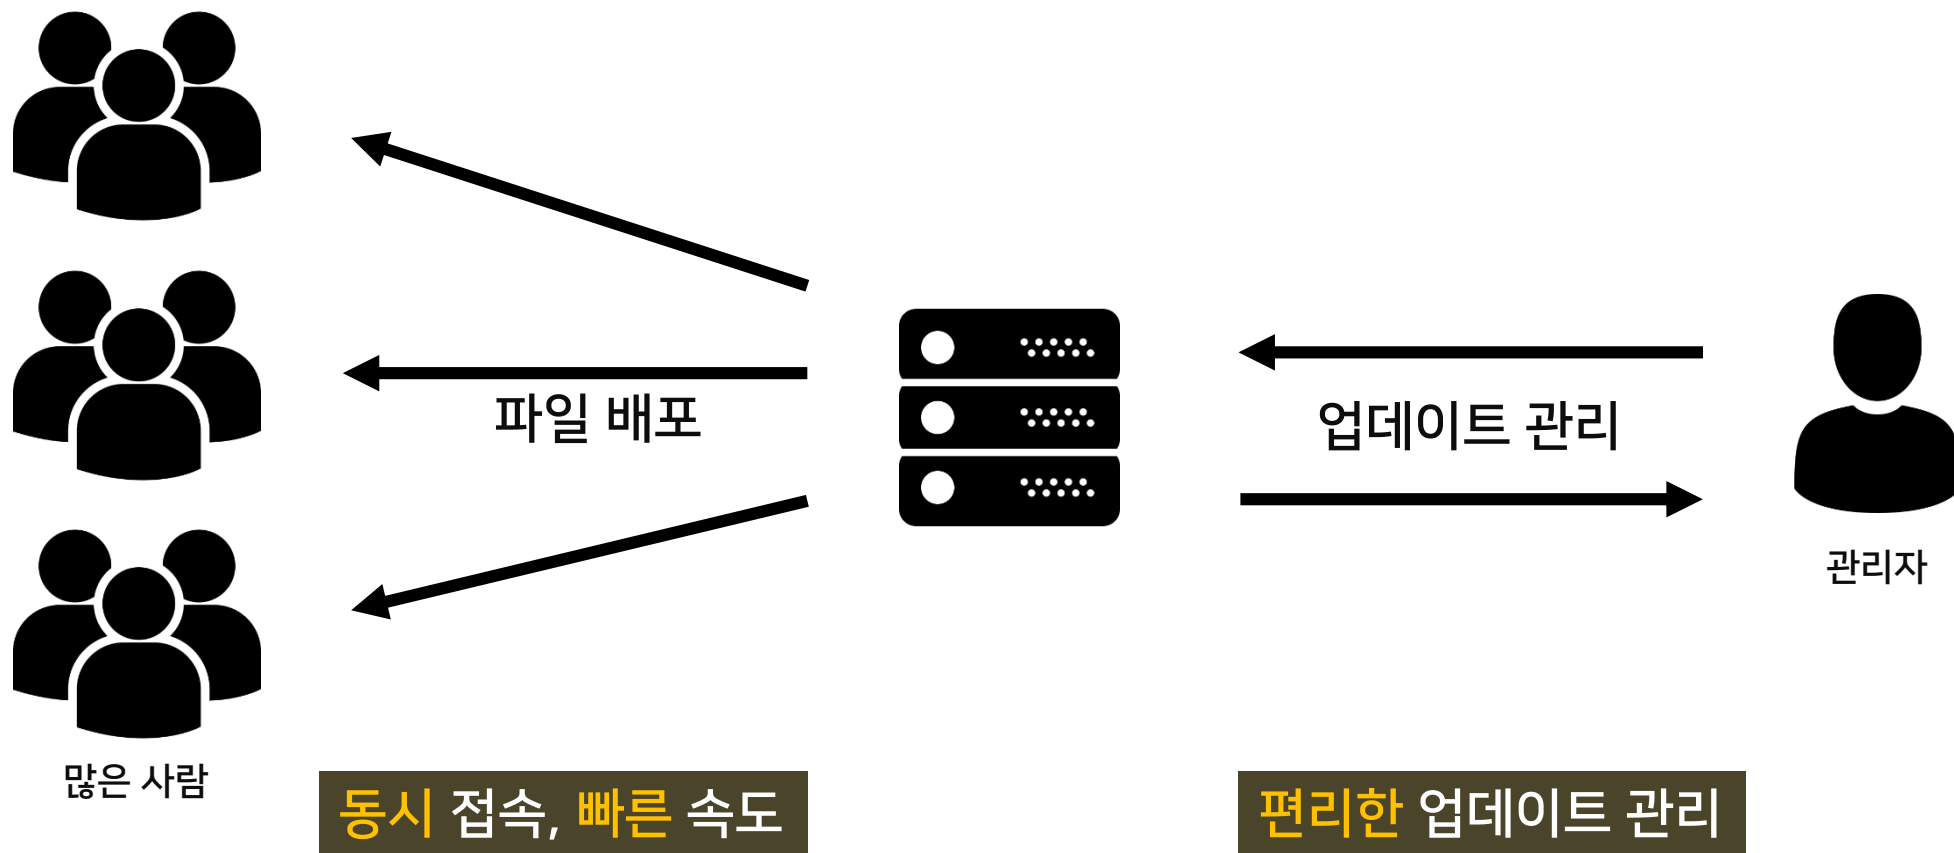 파일 배포
업데이트 관리
관리자
많은 사람
동시 접속, 빠른 속도
편리한 업데이트 관리